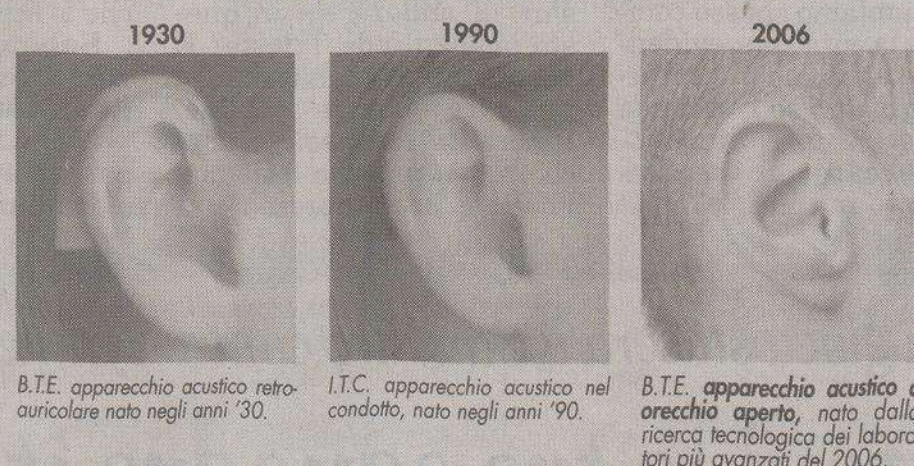 1930
1990
2006
B.T.E. apparecchio acustico retro-
auricolare nato negli anni '30.
I.T.C. apparecchio acustico nel
condotto, nato negli anni '90.
B.T.E. apparecchio acustico
orecchio aperto, nato dalla
ricerca tecnologica dei labora
tori più avanzati del 2006.